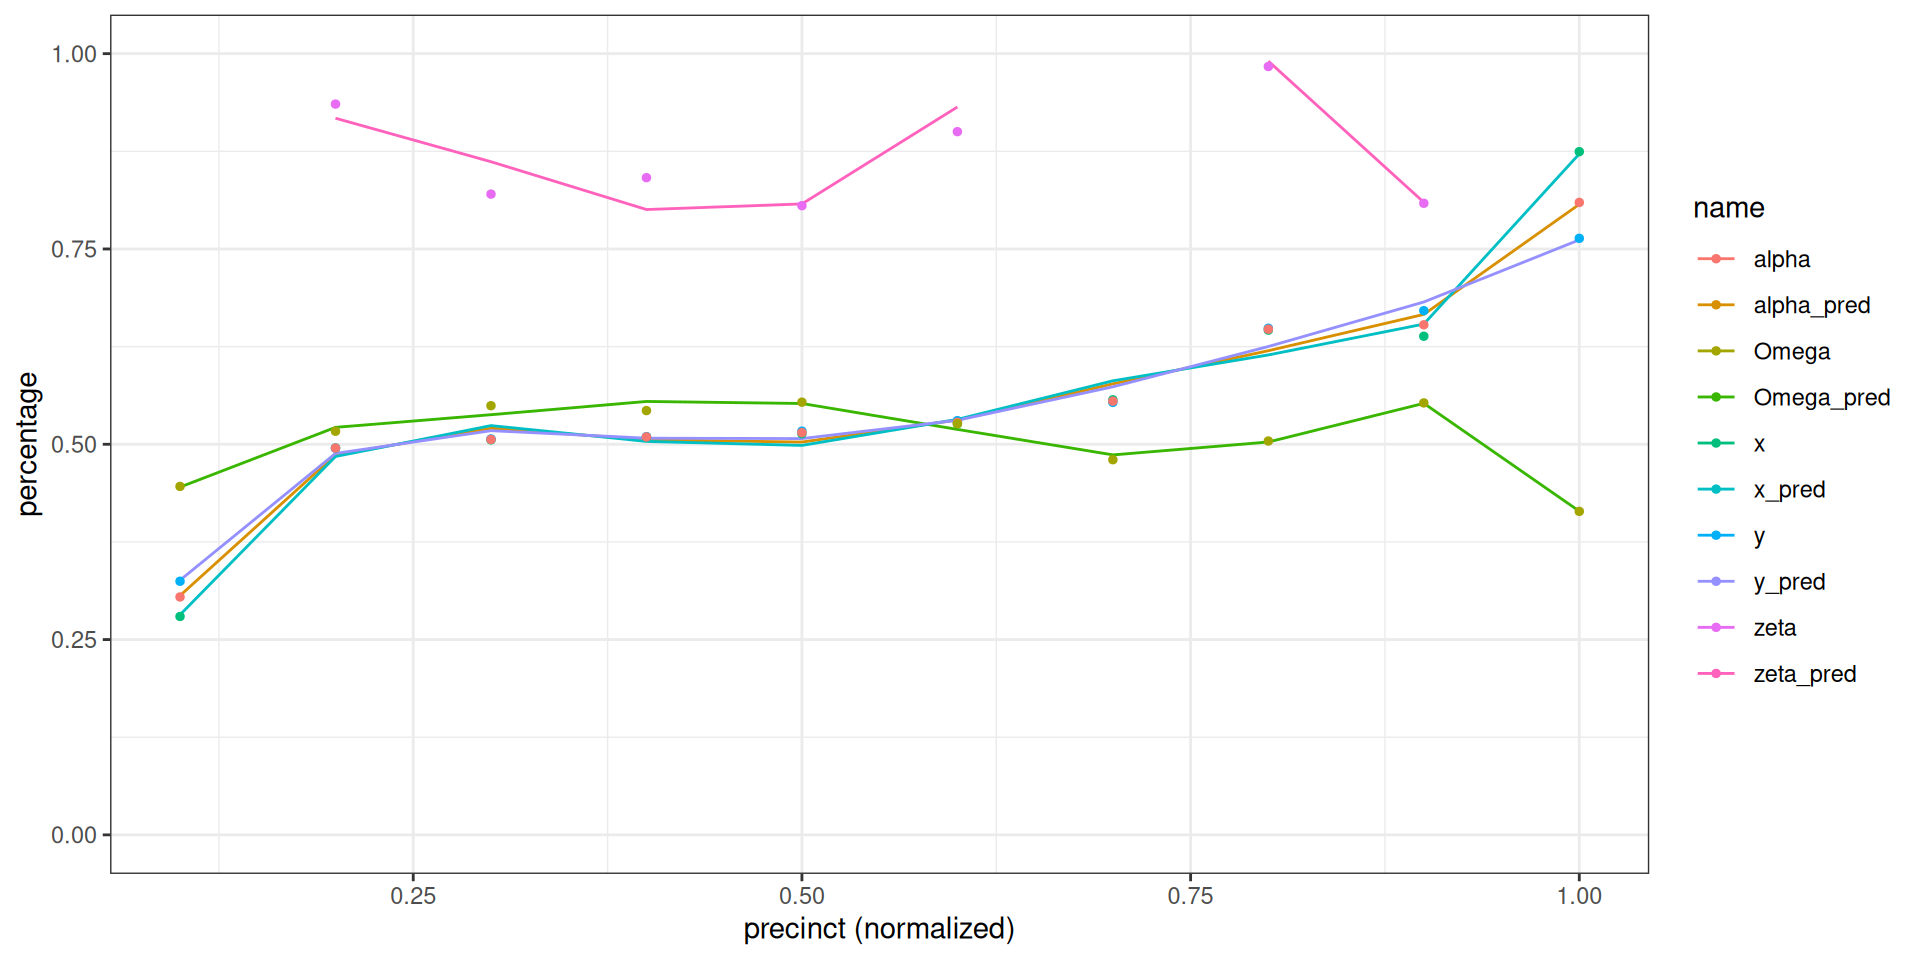 1.00
0.75
0.50
0.25
0.00
percentage
0.25
0.50
0.75
1.00
precinct (normalized)
name
alpha
alpha_pred
Omega
Omega_pred
x
x_pred
y
y_pred
zeta
zeta_pred